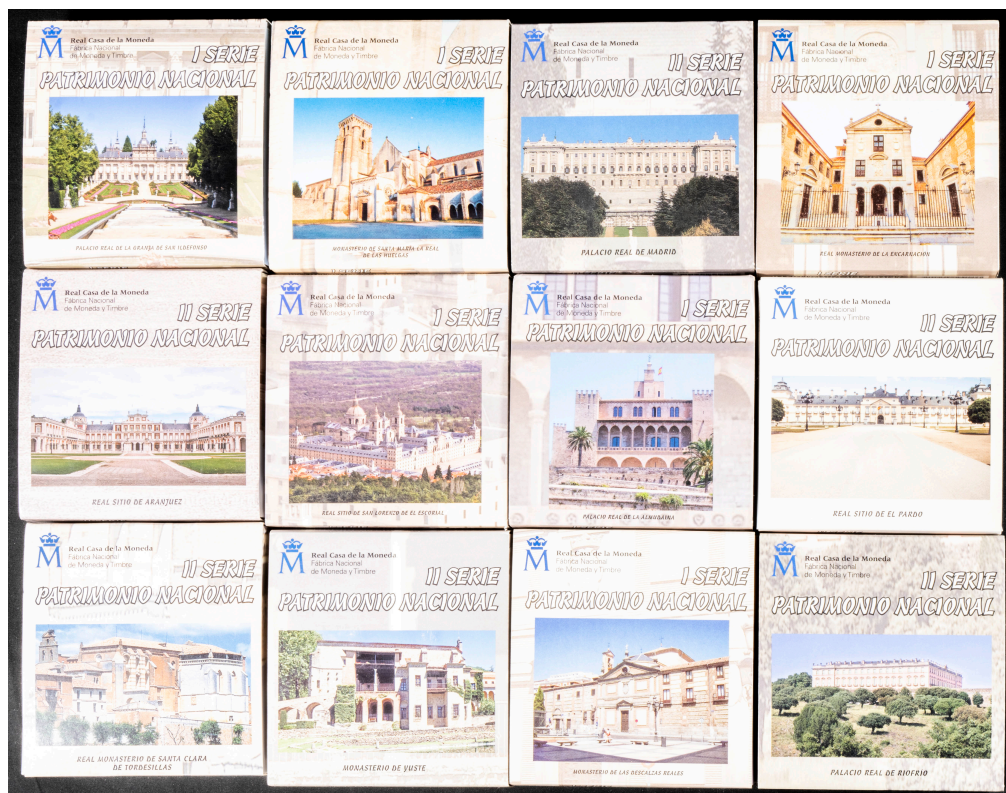 Real Casa de la Moneda
Fábrica Nacional
de Moneda y Timbre
I SERIE
PATRIMONIO NACIONAL
PALACIO REAL DE LA GRANJA DE SAN ILDEFONSO
Real Casa de la Moneda
Fábrica Nacional
de Moneda y Timbre
I SERIE
PATRIMONIO NACIONAL
MONASTERIO DE SANTA MARÍA LA REAL
DE LAS HUELGAS
Real Casa de la Moneda
Fábrica Nacional
de Moneda y Timbre
II SERIE
PATRIMONIO NACIONAL
PALACIO REAL DE MADRID
Real Casa de la Moneda
Fábrica Nacional
de Moneda y Timbre
I SERIE
PATRIMONIO NACIONAL
REAL MONASTERIO DE LA ENCARNACION
Real Casa de la Moneda
Fábrica Nacional
de Moneda y Timbre
II SERIE
PATRIMONIO NACIONAL
REAL SITIO DE ARANJUEZ
Real Casa de la Moneda
Fábrica Nacional
de Moneda y Timbre
I SERIE
PATRIMONIO NACIONAL
REAL SITIO DE SAN LORENZO DE EL ESCORIAL
Real Casa de la Moneda
Fábrica Nacional
de Moneda y Timbre
I SERIE
PATRIMONIO NACIONAL
PALACIO REAL DE LA ALMUDAINA
Real Casa de la Moneda
Fábrica Nacional
de Moneda y Timbre
II SERIE
PATRIMONIO NACIONAL
REAL SITIO DE EL PARDO
Real Casa de la Moneda
Fábrica Nacional
de Moneda y Timbre
II SERIE
PATRIMONIO NACIONAL
REAL MONASTERIO DE SANTA CLARA
DE TORDESILLAS
Real Casa de la Moneda
Fábrica Nacional
de Moneda y Timbre
II SERIE
PATRIMONIO NACIONAL
MONASTERIO DE YUSTE
Real Casa de la Moneda
Fábrica Nacional
de Moneda y Timbre
I SERIE
PATRIMONIO NACIONAL
MONASTERIO DE LAS DESCALZAS REALES
Real Casa de la Moneda
Fábrica Nacional
de Moneda y Timbre
II SERIE
PATRIMONIO NACIONAL
PALACIO REAL DE RIOFRIO